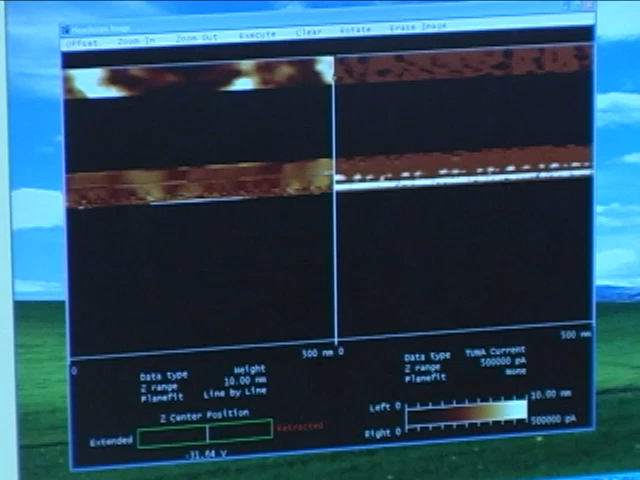 Offset Zoom In Zoom Out Execute Clear Rotate Erase Image
0 300 nm 0 500 nm
Data type Height
Z range 10.00 nm
Planefit Line by Line
Data type TUNA Current
Z range 500000 pA
Planefit None
Z Center Position
Extended Retracted
-31.64 V
Left 0 10.00 nm
Right 0 500000 pA